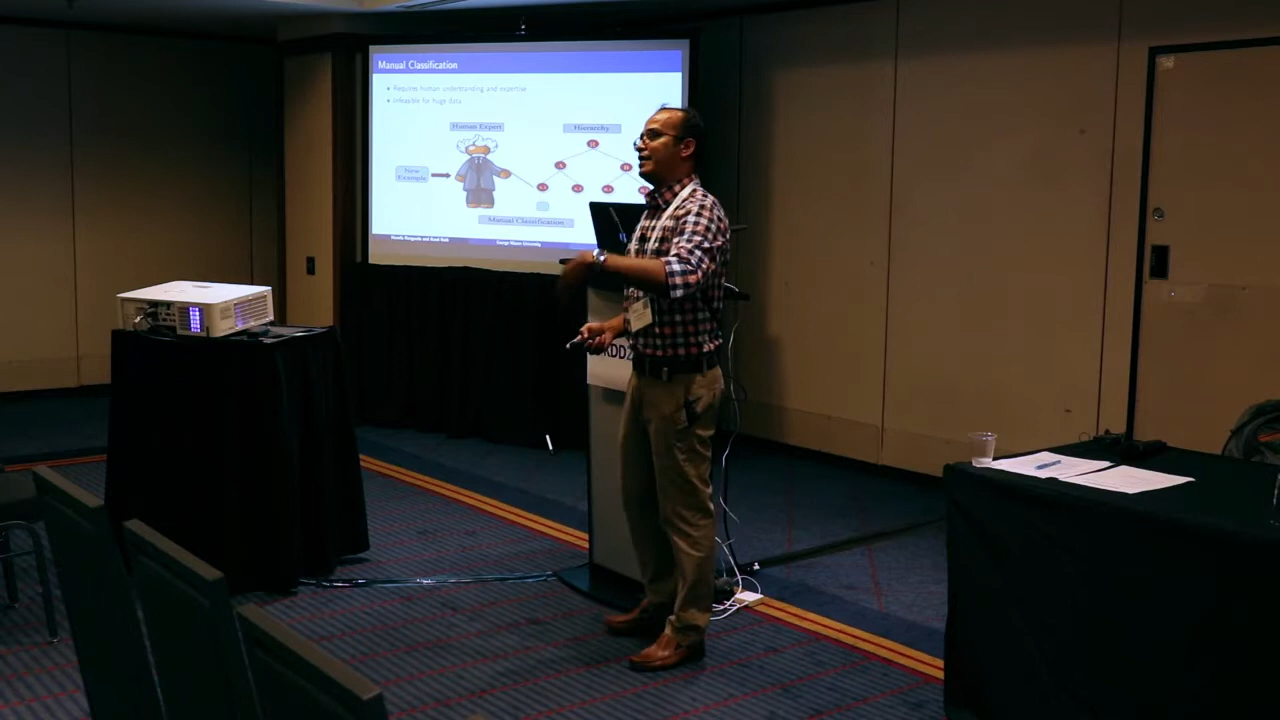 Manual Classification
Requires human understanding and expertise
Infeasible for huge data
Human Expert
Hierarchy
R
A
B
New
Example
Manual Classification
George Mason University
KDD2